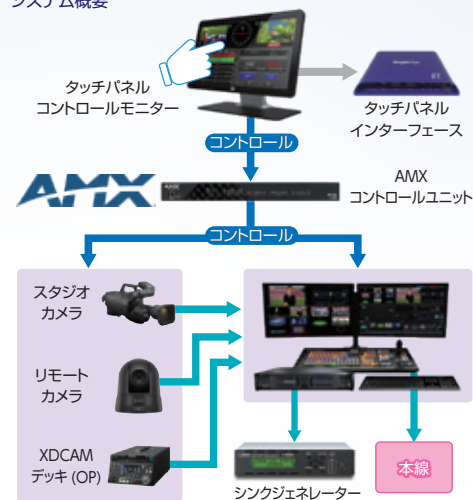 システム概要
タッチパネル
コントロールモニター
タッチパネル
インターフェース
コントロール
AMX
AMX
コントロールユニット
コントロール
スタジオ
カメラ
リモート
カメラ
XDCAM
デッキ (OP)
シンクジェネレーター
本線